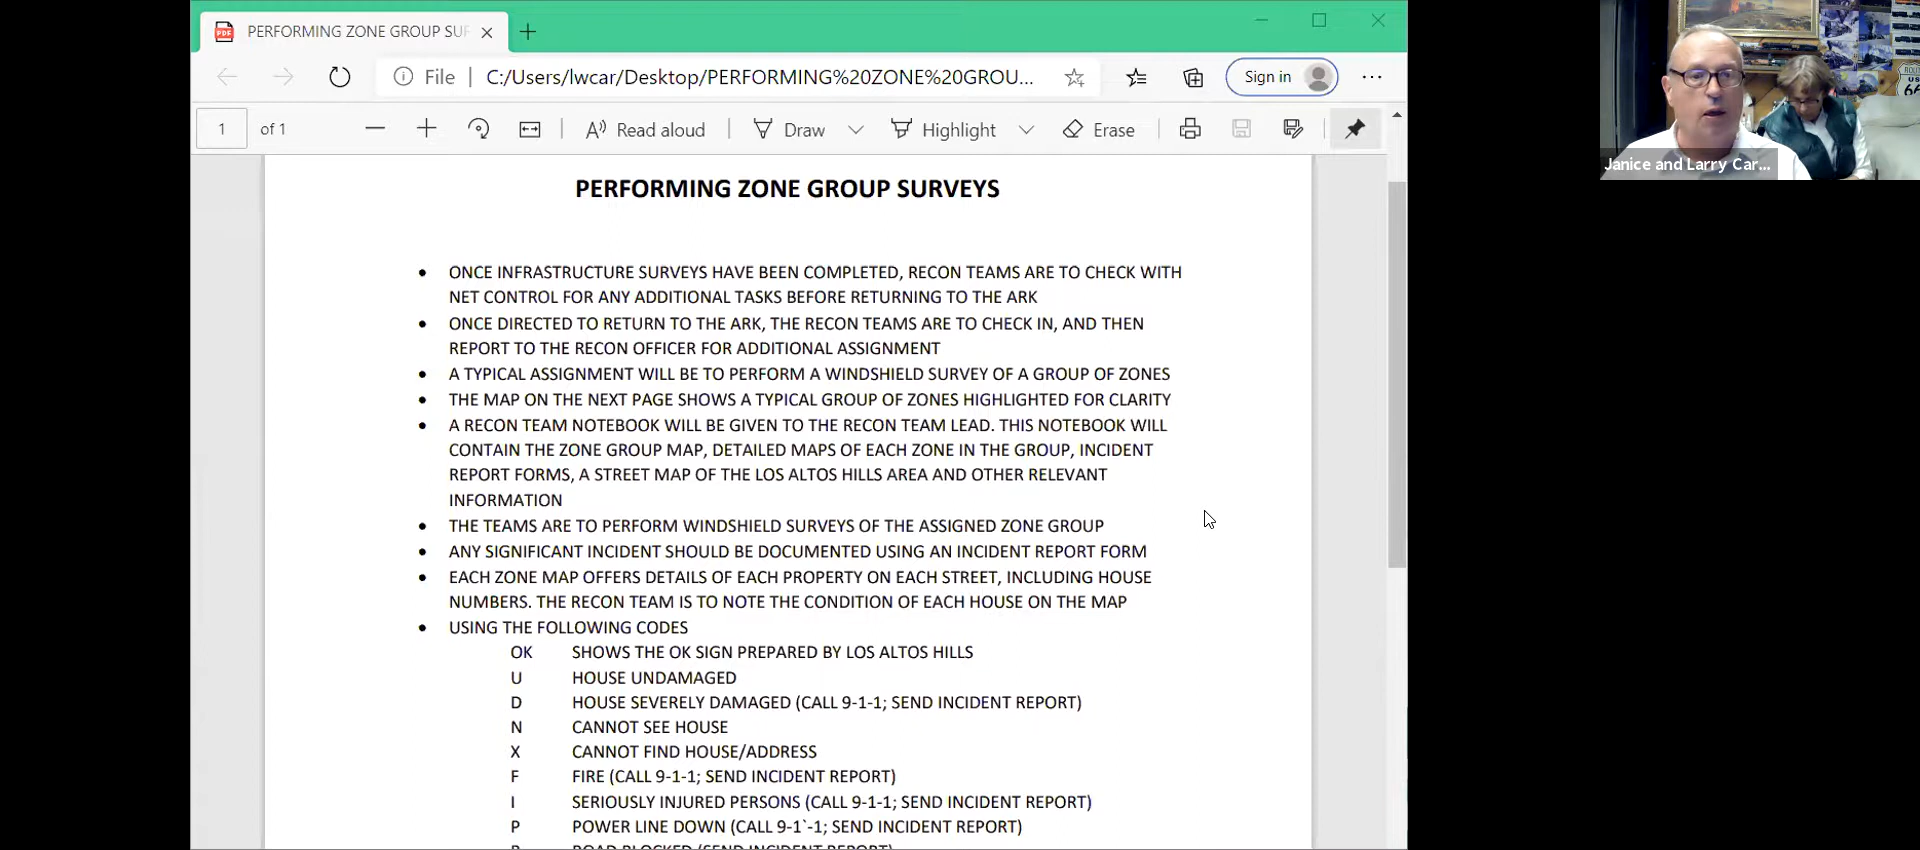 PERFORMING ZONE GROUP SUR
File
C:/Users/lwcar/Desktop/PERFORMING%20ZONE%20GROU...
Sign in
1 of 1
Read aloud
Draw
Highlight
Erase
Janice and Larry Car...
PERFORMING ZONE GROUP SURVEYS
• ONCE INFRASTRUCTURE SURVEYS HAVE BEEN COMPLETED, RECON TEAMS ARE TO CHECK WITH
NET CONTROL FOR ANY ADDITIONAL TASKS BEFORE RETURNING TO THE ARK
• ONCE DIRECTED TO RETURN TO THE ARK, THE RECON TEAMS ARE TO CHECK IN, AND THEN
REPORT TO THE RECON OFFICER FOR ADDITIONAL ASSIGNMENT
• A TYPICAL ASSIGNMENT WILL BE TO PERFORM A WINDSHIELD SURVEY OF A GROUP OF ZONES
• THE MAP ON THE NEXT PAGE SHOWS A TYPICAL GROUP OF ZONES HIGHLIGHTED FOR CLARITY
• A RECON TEAM NOTEBOOK WILL BE GIVEN TO THE RECON TEAM LEAD. THIS NOTEBOOK WILL
CONTAIN THE ZONE GROUP MAP, DETAILED MAPS OF EACH ZONE IN THE GROUP, INCIDENT
REPORT FORMS, A STREET MAP OF THE LOS ALTOS HILLS AREA AND OTHER RELEVANT
INFORMATION
• THE TEAMS ARE TO PERFORM WINDSHIELD SURVEYS OF THE ASSIGNED ZONE GROUP
• ANY SIGNIFICANT INCIDENT SHOULD BE DOCUMENTED USING AN INCIDENT REPORT FORM
• EACH ZONE MAP OFFERS DETAILS OF EACH PROPERTY ON EACH STREET, INCLUDING HOUSE
NUMBERS. THE RECON TEAM IS TO NOTE THE CONDITION OF EACH HOUSE ON THE MAP
• USING THE FOLLOWING CODES
OK SHOWS THE OK SIGN PREPARED BY LOS ALTOS HILLS
U HOUSE UNDAMAGED
D HOUSE SEVERELY DAMAGED (CALL 9-1-1; SEND INCIDENT REPORT)
N CANNOT SEE HOUSE
X CANNOT FIND HOUSE/ADDRESS
F FIRE (CALL 9-1-1; SEND INCIDENT REPORT)
I SERIOUSLY INJURED PERSONS (CALL 9-1-1; SEND INCIDENT REPORT)
P POWER LINE DOWN (CALL 9-1`-1; SEND INCIDENT REPORT)